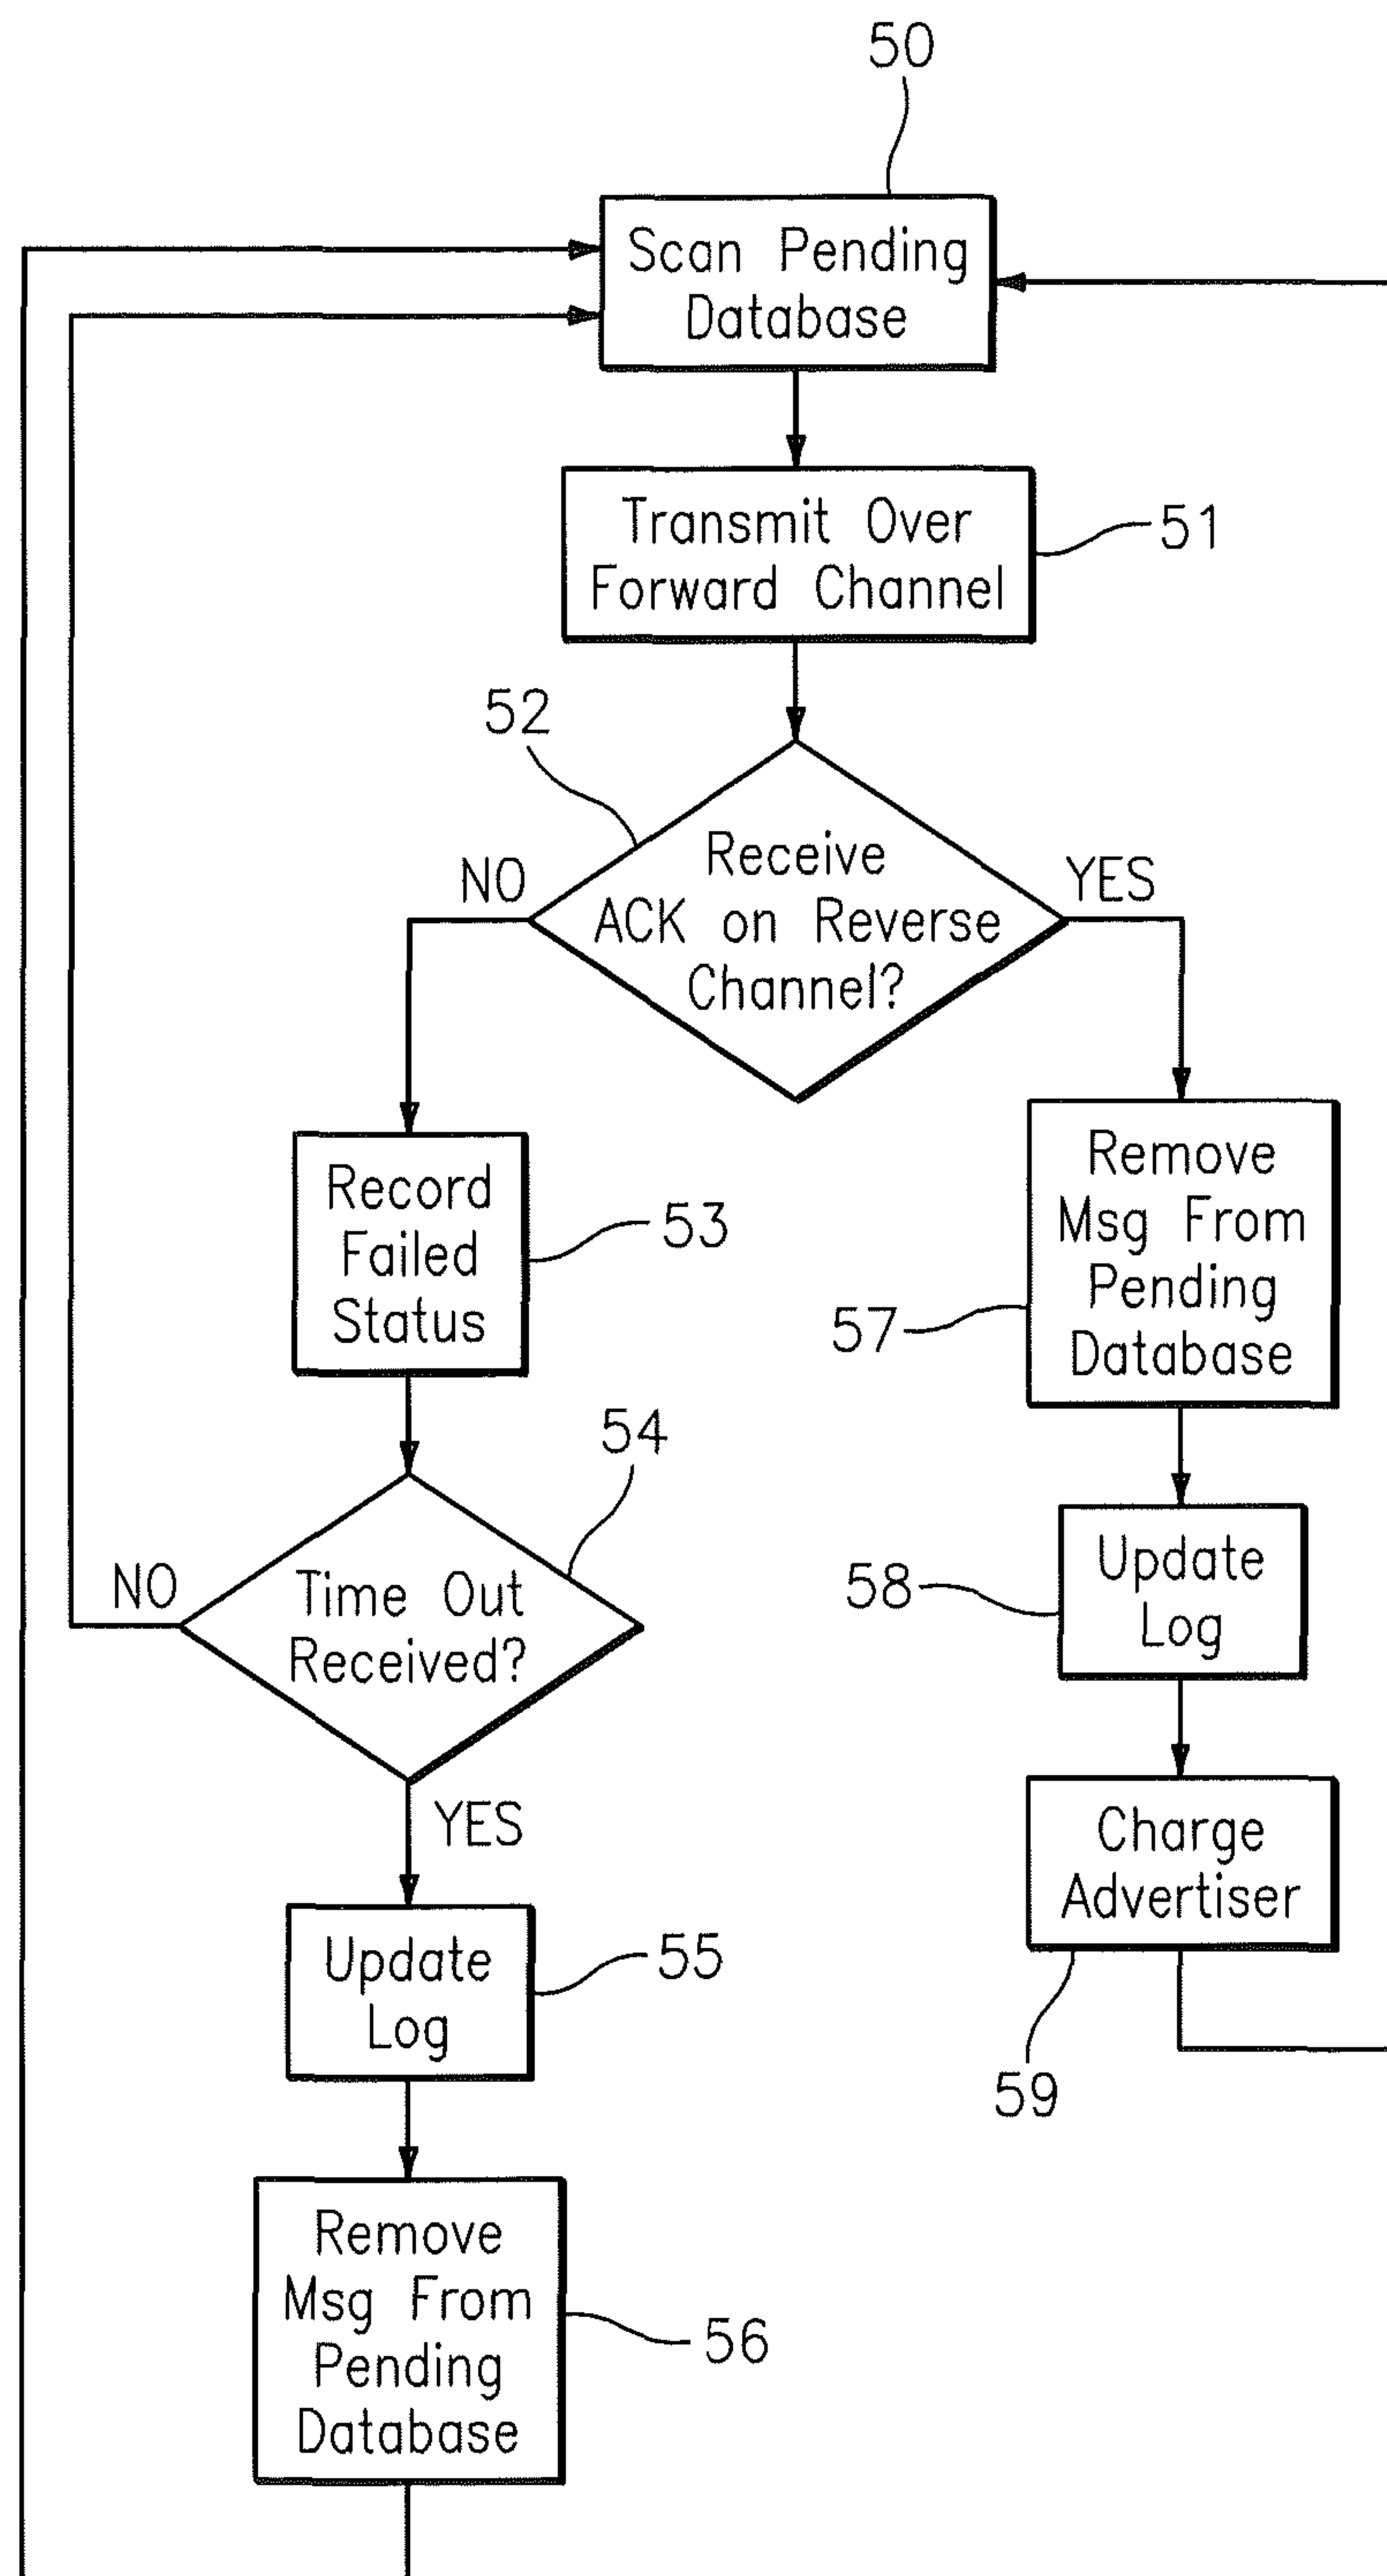 50
Scan Pending
Database
Transmit Over
Forward Channel
51
52
NO
Receive
ACK on Reverse
Channel?
YES
Record
Failed
Status
53
Remove
Msg From
Pending
Database
57
54
NO
Time Out
Received?
YES
Update
Log
58
Charge
Advertiser
59
Update
Log
55
Remove
Msg From
Pending
Database
56